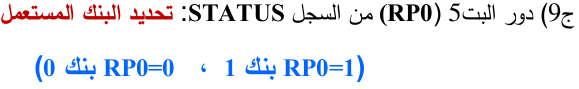 ج9) دور البت5 (RP0) من السجل STATUS: تحديد البنك المستعمل
(RP0=1 بنك 1 ، RP0=0 بنك 0)